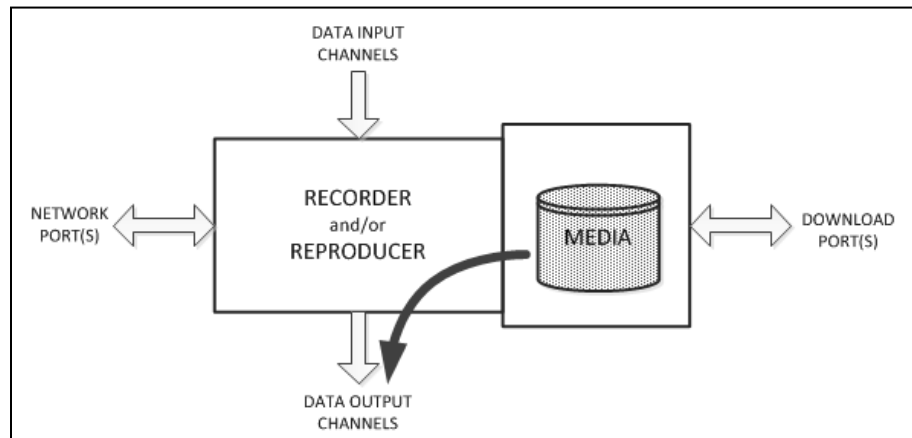 DATA INPUT
CHANNELS
RECORDER
and/or
REPRODUCER
MEDIA
NETWORK
PORT(S)
DOWNLOAD
PORT(S)
DATA OUTPUT
CHANNELS